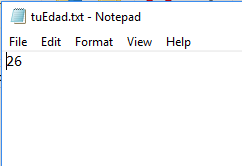 tuEdad.txt - Notepad
File Edit Format View Help
26